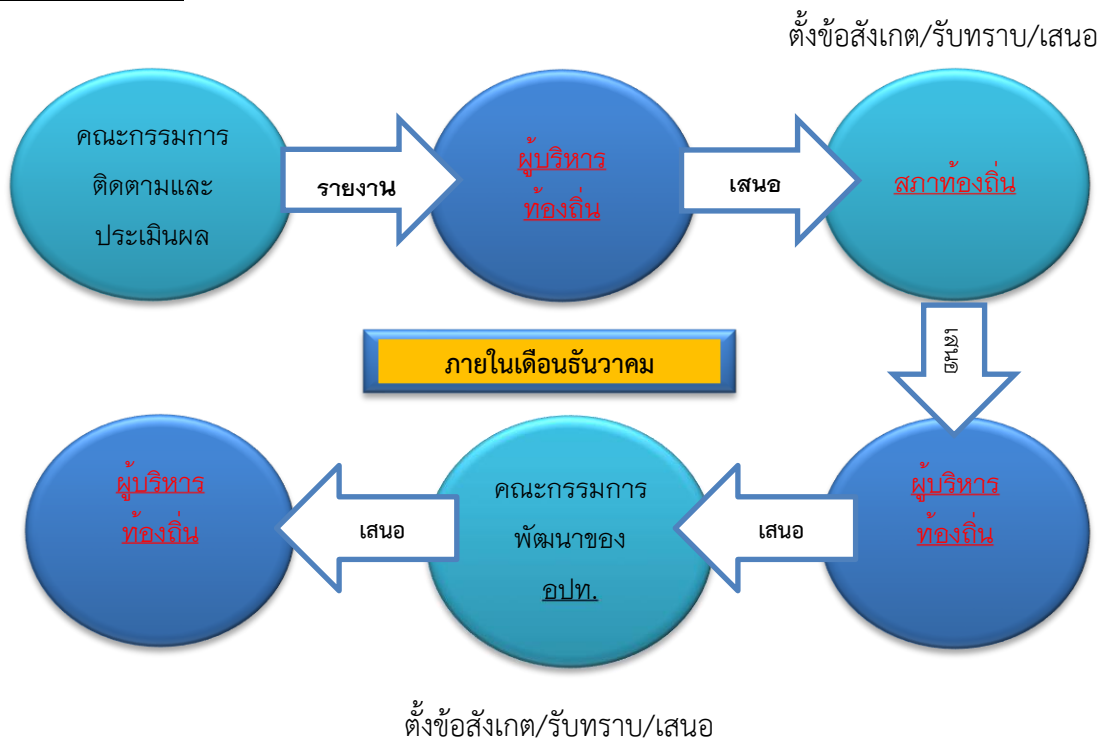 ตั้งข้อสังเกต/รับทราบ/เสนอ
คณะกรรมการ
ติดตามและ
ประเมินผล
รายงาน
ผู้บริหาร
ท้องถิ่น
เสนอ
สภาท้องถิ่น
เสนอ
ภายในเดือนธันวาคม
ผู้บริหาร
ท้องถิ่น
เสนอ
คณะกรรมการ
พัฒนาของ
อปท.
เสนอ
ผู้บริหาร
ท้องถิ่น
ตั้งข้อสังเกต/รับทราบ/เสนอ